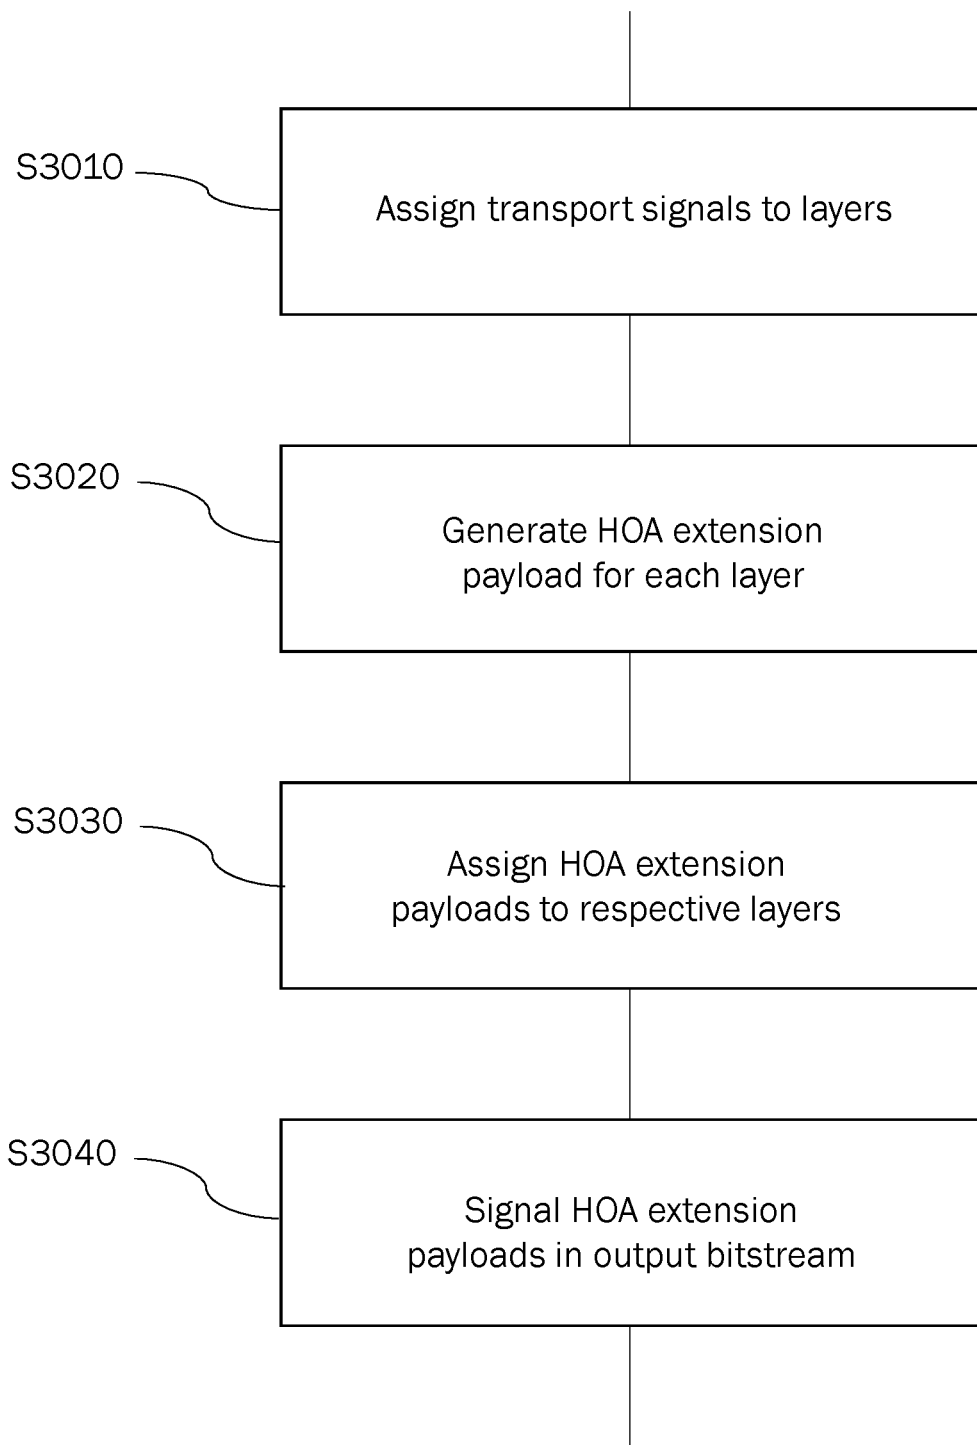 S3010
Assign transport signals to layers
S3020
Generate HOA extension
payload for each layer
S3030
Assign HOA extension
payloads to respective layers
S3040
Signal HOA extension
payloads in output bitstream